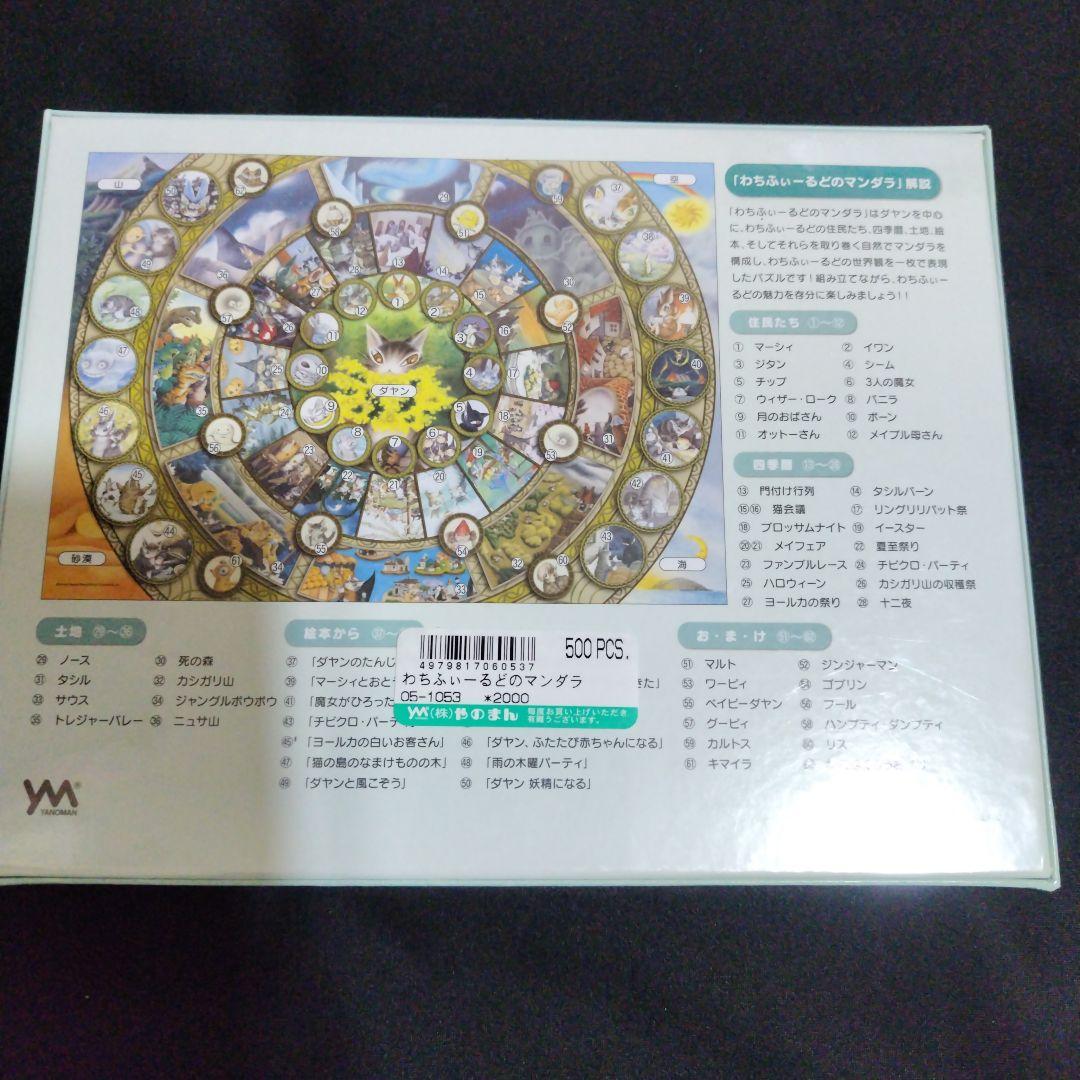 山
空
砂漠
海
ダヤン
「わちふぃーるどのマンダラ」解説
「わちふぃーるどのマンダラ」はダヤンを中心
に、わちふぃーるどの住民たち、四季暦、土地、絵
本、そしてそれらを取り巻く自然でマンダラを
構成し、わちふぃーるどの世界観を一枚で表現
したパズルです！組み立てながら、わちふぃー
るどの魅力を存分に楽しみましょう！！
住民たち ①〜⑫
① マーシィ ② イワン
③ ジタン ④ シーム
⑤ チップ ⑥ 3人の魔女
⑦ ウィザー・ローク ⑧ バニラ
⑨ 月のおばさん ⑩ ボーン
⑪ オットーさん ⑫ メイプル母さん
四季暦 ⑬〜㉘
⑬ 門付け行列 ⑭ タシルバーン
⑮⑯ 猫会議 ⑰ リングリリパット祭
⑱ ブロッサムナイト ⑲ イースター
⑳㉑ メイフェア ㉒ 夏至祭り
㉓ ファンブルレース ㉔ チビクロ・パーティ
㉕ ハロウィーン ㉖ カシガリ山の収穫祭
㉗ ヨールカの祭り ㉘ 十二夜
土地 ㉙〜㊱
㉙ ノース ㉚ 死の森
㉛ タシル ㉜ カシガリ山
㉝ サウス ㉞ ジャングルボウボウ
㉟ トレジャーバレー ㊱ ニュサ山
絵本から ㊲〜
㊲ 「ダヤンのたんじ
㊴ 「マーシィとおと
きた」
㊶ 「魔女がひろった
㊸ 「チビクロ・パーティ
㊺ 「ヨールカの白いお客さん」 ㊻ 「ダヤン、ふたたび赤ちゃんになる」
㊼ 「猫の島のなまけものの木」 ㊽ 「雨の木曜パーティ」
㊾ 「ダヤンと風こぞう」 ㊿ 「ダヤン 妖精になる」
お・ま・け 51〜62
51 マルト 52 ジンジャーマン
53 ワービィ 54 ゴブリン
55 ベイビーダヤン 56 フール
57 グービィ 58 ハンプティ・ダンプティ
59 カルトス 60 リス
61 キマイラ
4979817060537
500 PCS.
わちふぃーるどのマンダラ
05-1053 *2000
YM (株)やのまん 毎度お買い上げいただき
有難うございます。
YM
YANOMAN